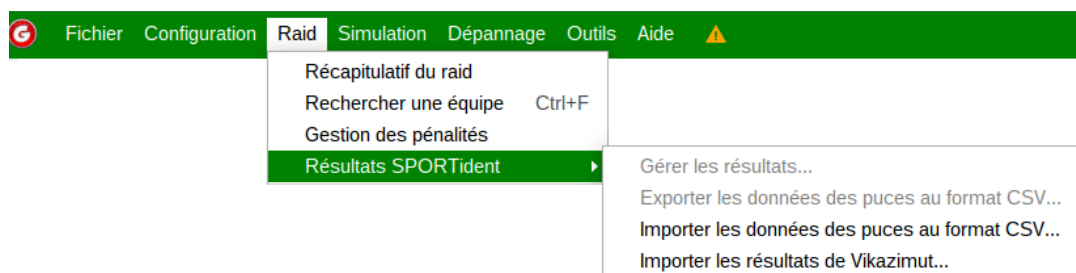 G Fichier Configuration Raid Simulation Dépannage Outils Aide
Récapitulatif du raid
Rechercher une équipe Ctrl+F
Gestion des pénalités
Résultats SPORTident
Gérer les résultats...
Exporter les données des puces au format CSV...
Importer les données des puces au format CSV...
Importer les résultats de Vikazimut...